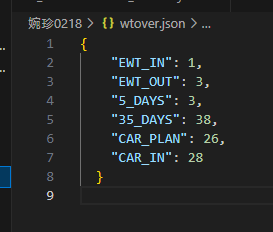 婉珍0218 > {} wtover.json > ...
1 {
2 "EWT_IN": 1,
3 "EWT_OUT": 3,
4 "5_DAYS": 3,
5 "35_DAYS": 38,
6 "CAR_PLAN": 26,
7 "CAR_IN": 28
8 }
9